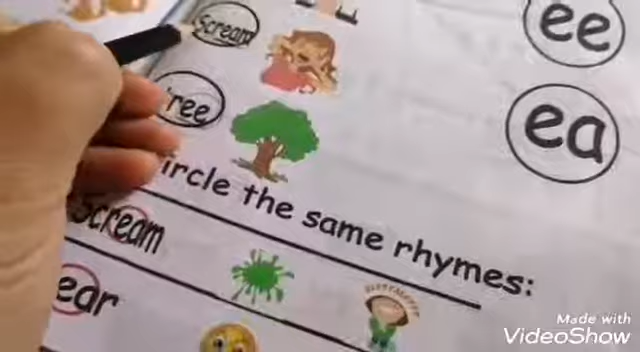 Scream
ee
ree
ea
ircle the same rhymes:
Scream
ear
Made with
VideoShow